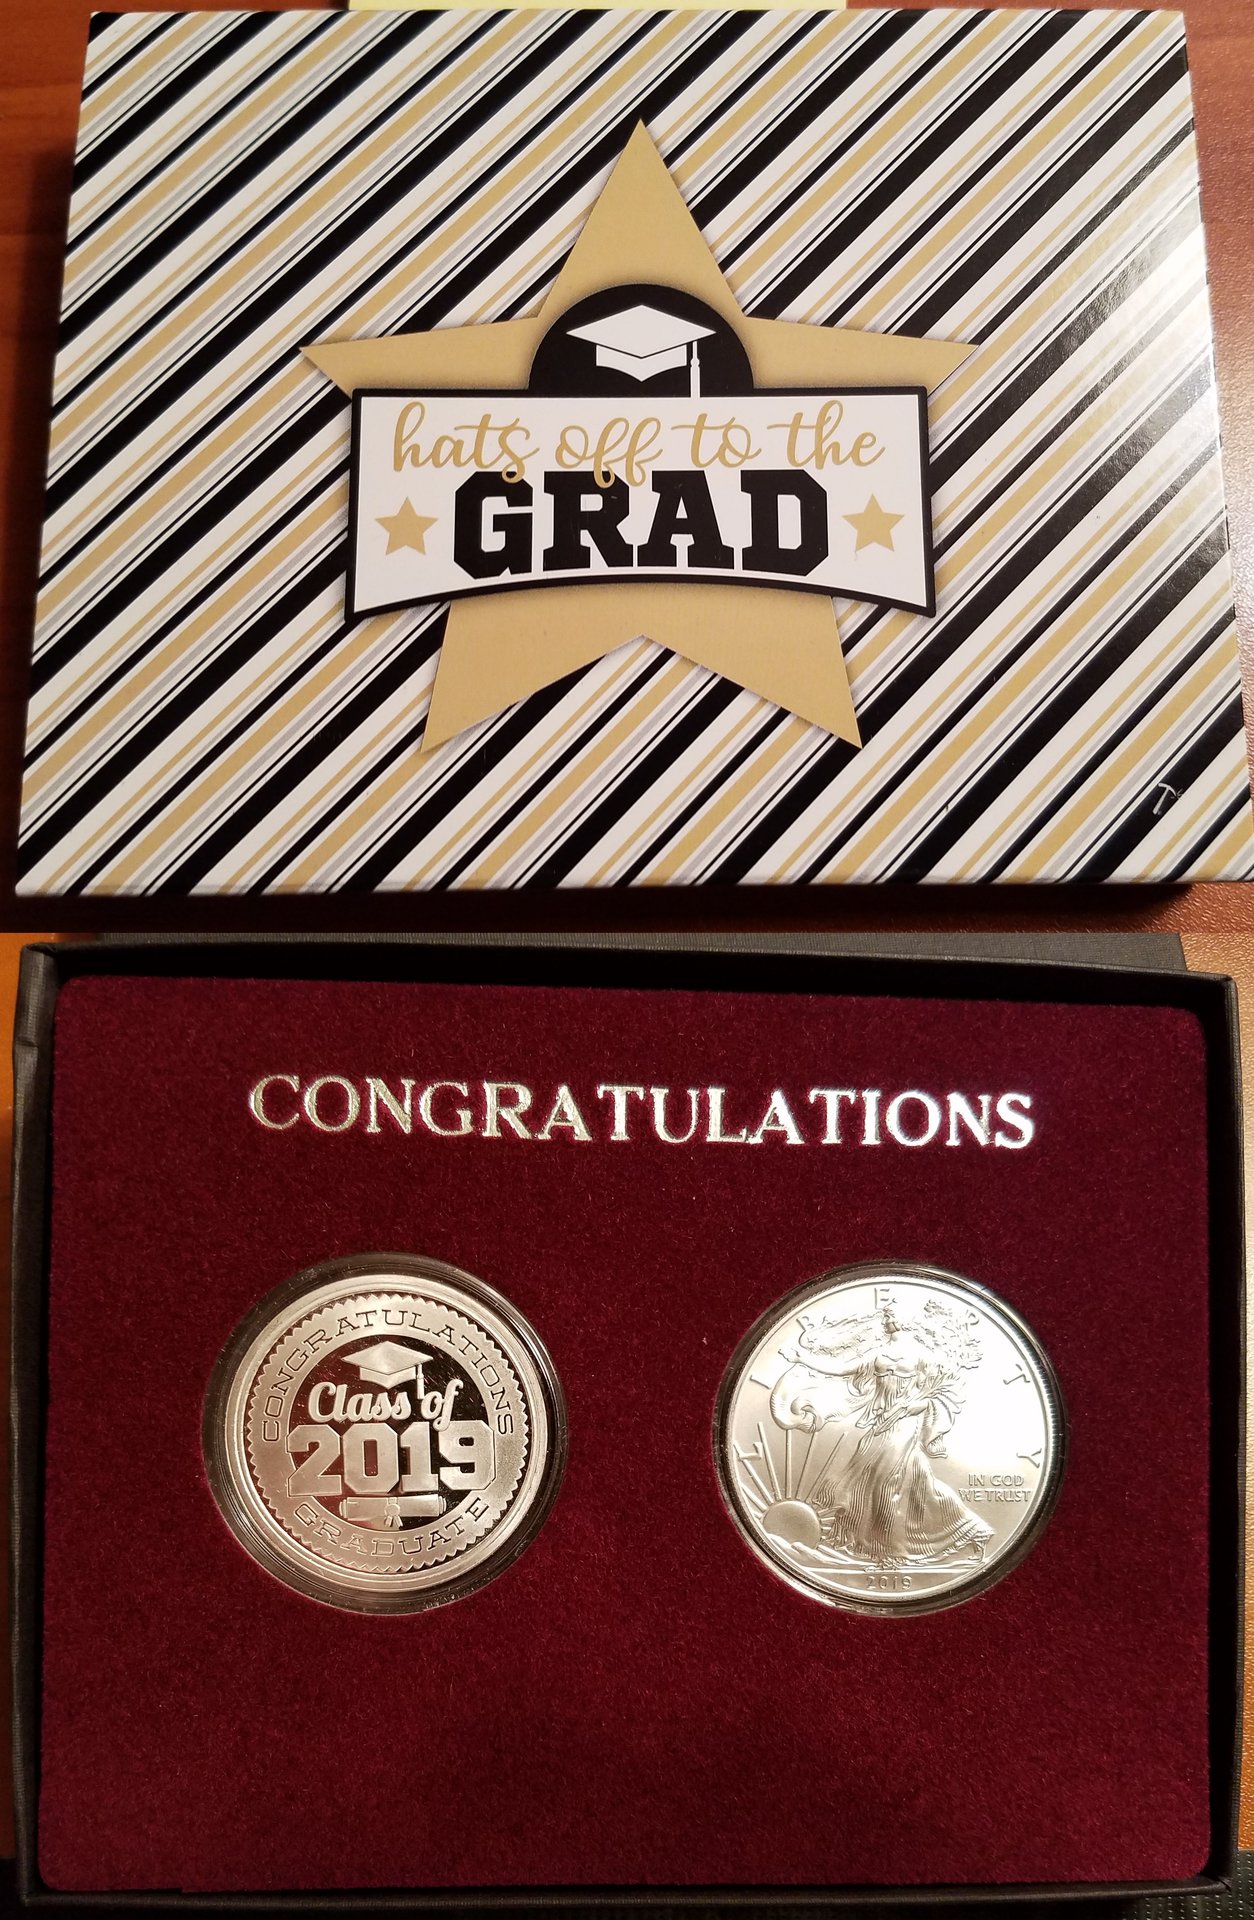 hats off to the
GRAD
CONGRATULATIONS
CONGRATULATIONS
Class of
2019
GRADUATE
LIBERTY
IN GOD
WE TRUST
2019